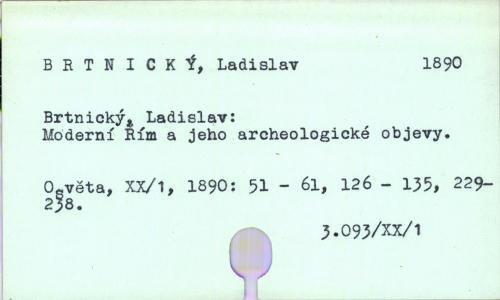 BRTNICKÝ, Ladislav 1890
Brtnický, Ladislav:
Moderní Řím a jeho archeologické objevy.
Osvěta, XX/1, 1890: 51 - 61, 126 - 135, 229-
238.
3.093/XX/1